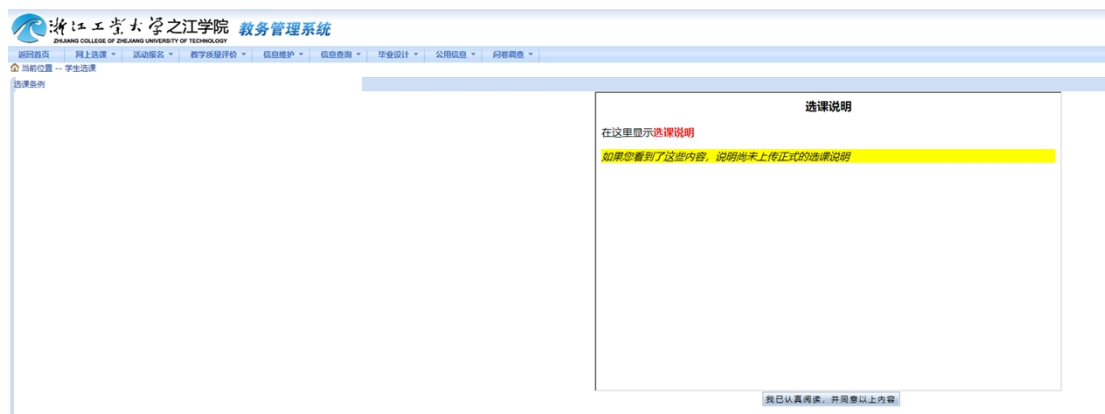 浙江工业大学之江学院 教务管理系统
ZHIJIANG COLLEGE OF ZHEJIANG UNIVERSITY OF TECHNOLOGY
返回首页 网上选课 活动报名 教学质量评价 信息维护 信息查询 毕业设计 公用信息 问卷调查
当前位置 -- 学生选课
选课条例
选课说明
在这里显示选课说明
如果您看到了这些内容，说明尚未上传正式的选课说明
我已认真阅读，并同意以上内容